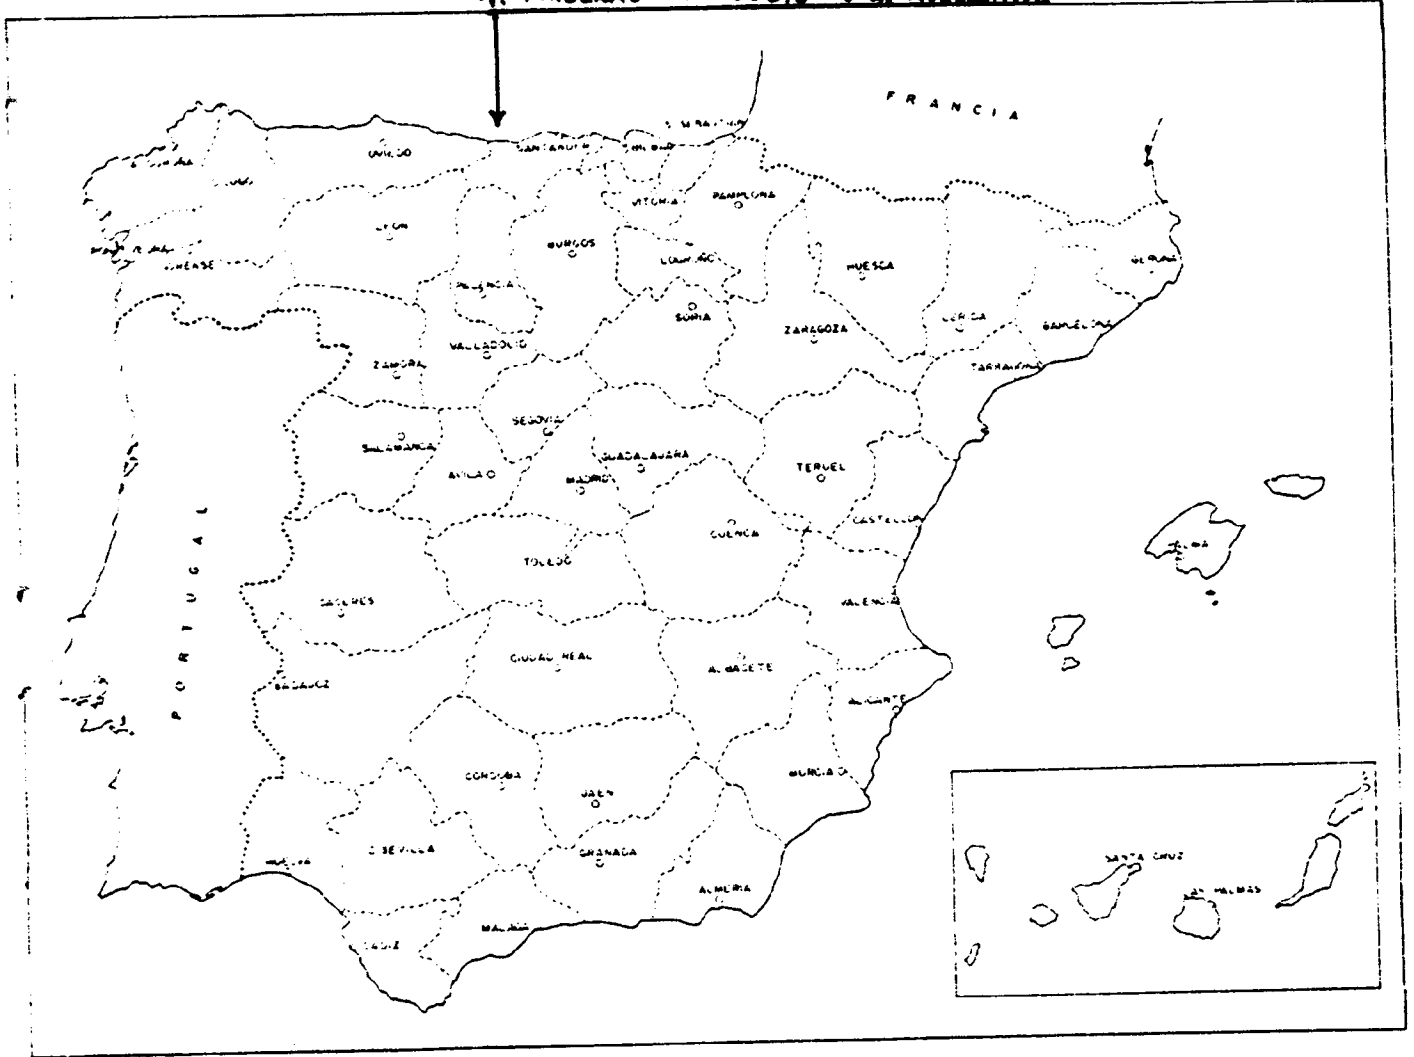 FRANCIA
OVIEDO
SANTANDER
BILBAO
LUGO
LEON
VITORIA
PAMPLONA
BURGOS
LOGROÑO
HUESCA
GERONA
ORENSE
PALENCIA
SORIA
ZARAGOZA
LERIDA
BARCELONA
VALLADOLID
ZAMORA
TARRAGONA
SEGOVIA
SALAMANCA
AVILA
GUADALAJARA
MADRID
TERUEL
CUENCA
CASTELLON
PALMA
TOLEDO
PORTUGAL
CACERES
VALENCIA
CIUDAD REAL
ALBACETE
BADAJOZ
ALICANTE
CORDOBA
MURCIA
JAEN
SEVILLA
GRANADA
HUELVA
SANTA CRUZ
LAS PALMAS
ALMERIA
MALAGA
CADIZ